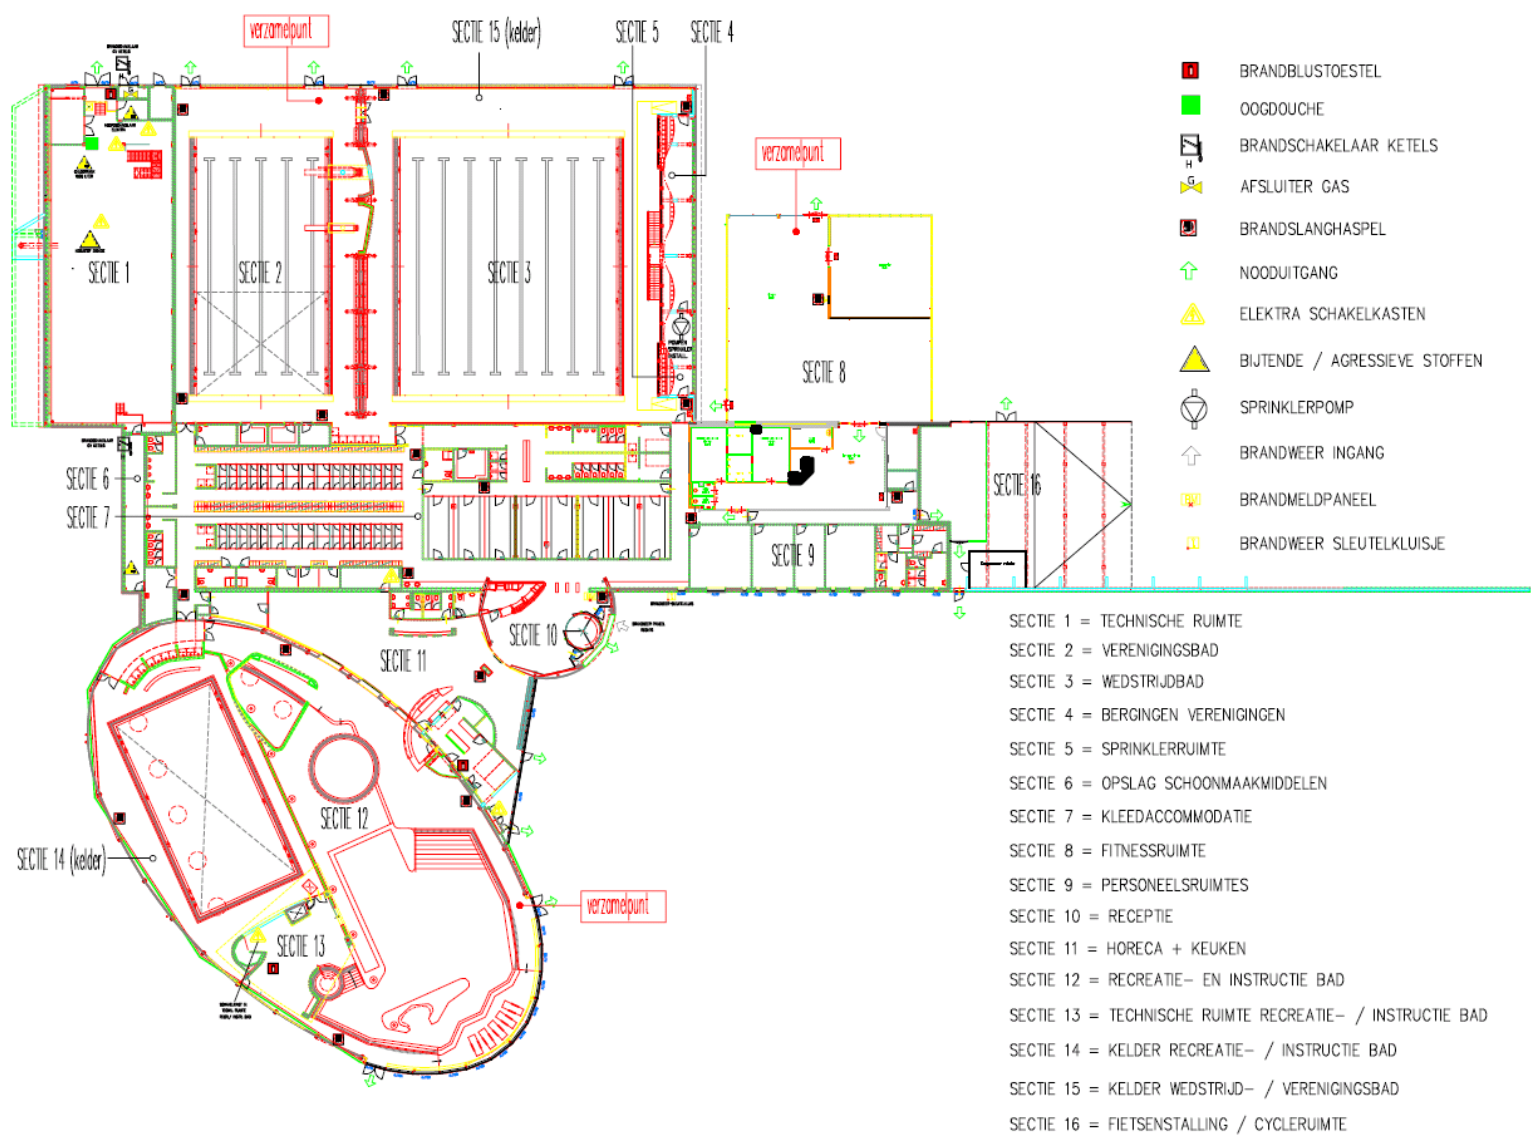 verzamelpunt
SECTIE 15 (kelder)
SECTIE 5
SECTIE 4
verzamelpunt
SECTIE 1
SECTIE 2
SECTIE 3
SECTIE 8
SECTIE 6
SECTIE 7
SECTIE 16
SECTIE 9
SECTIE 10
SECTIE 11
SECTIE 12
SECTIE 14 (kelder)
verzamelpunt
SECTIE 13
BRANDBLUSTOESTEL
OOGDOUCHE
BRANDSCHAKELAAR KETELS
H
G
AFSLUITER GAS
BRANDSLANGHASPEL
NOODUITGANG
ELEKTRA SCHAKELKASTEN
BIJTENDE / AGRESSIEVE STOFFEN
SPRINKLERPOMP
BRANDWEER INGANG
BRANDMELDPANEEL
BRANDWEER SLEUTELKLUISJE
SECTIE 1 = TECHNISCHE RUIMTE
SECTIE 2 = VERENIGINGSBAD
SECTIE 3 = WEDSTRIJDBAD
SECTIE 4 = BERGINGEN VERENIGINGEN
SECTIE 5 = SPRINKLERRUIMTE
SECTIE 6 = OPSLAG SCHOONMAAKMIDDELEN
SECTIE 7 = KLEEDACCOMMODATIE
SECTIE 8 = FITNESSRUIMTE
SECTIE 9 = PERSONEELSRUIMTES
SECTIE 10 = RECEPTIE
SECTIE 11 = HORECA + KEUKEN
SECTIE 12 = RECREATIE- EN INSTRUCTIE BAD
SECTIE 13 = TECHNISCHE RUIMTE RECREATIE- / INSTRUCTIE BAD
SECTIE 14 = KELDER RECREATIE- / INSTRUCTIE BAD
SECTIE 15 = KELDER WEDSTRIJD- / VERENIGINGSBAD
SECTIE 16 = FIETSENSTALLING / CYCLERUIMTE